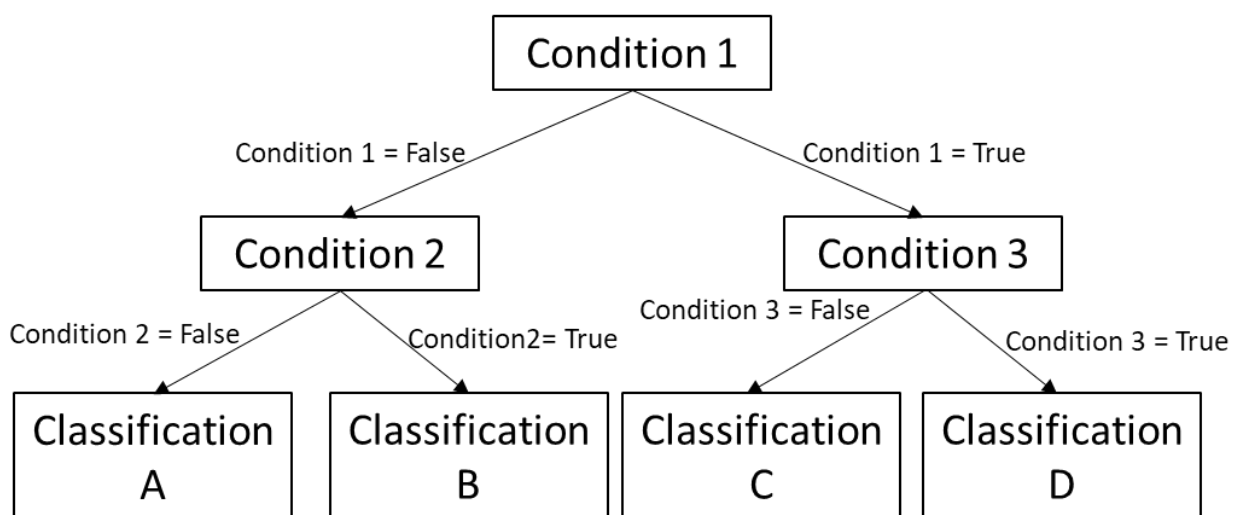 Condition 1
Condition 1 = False
Condition 1 = True
Condition 2
Condition 3
Condition 2 = False
Condition2= True
Condition 3 = False
Condition 3 = True
Classification
A
Classification
B
Classification
C
Classification
D